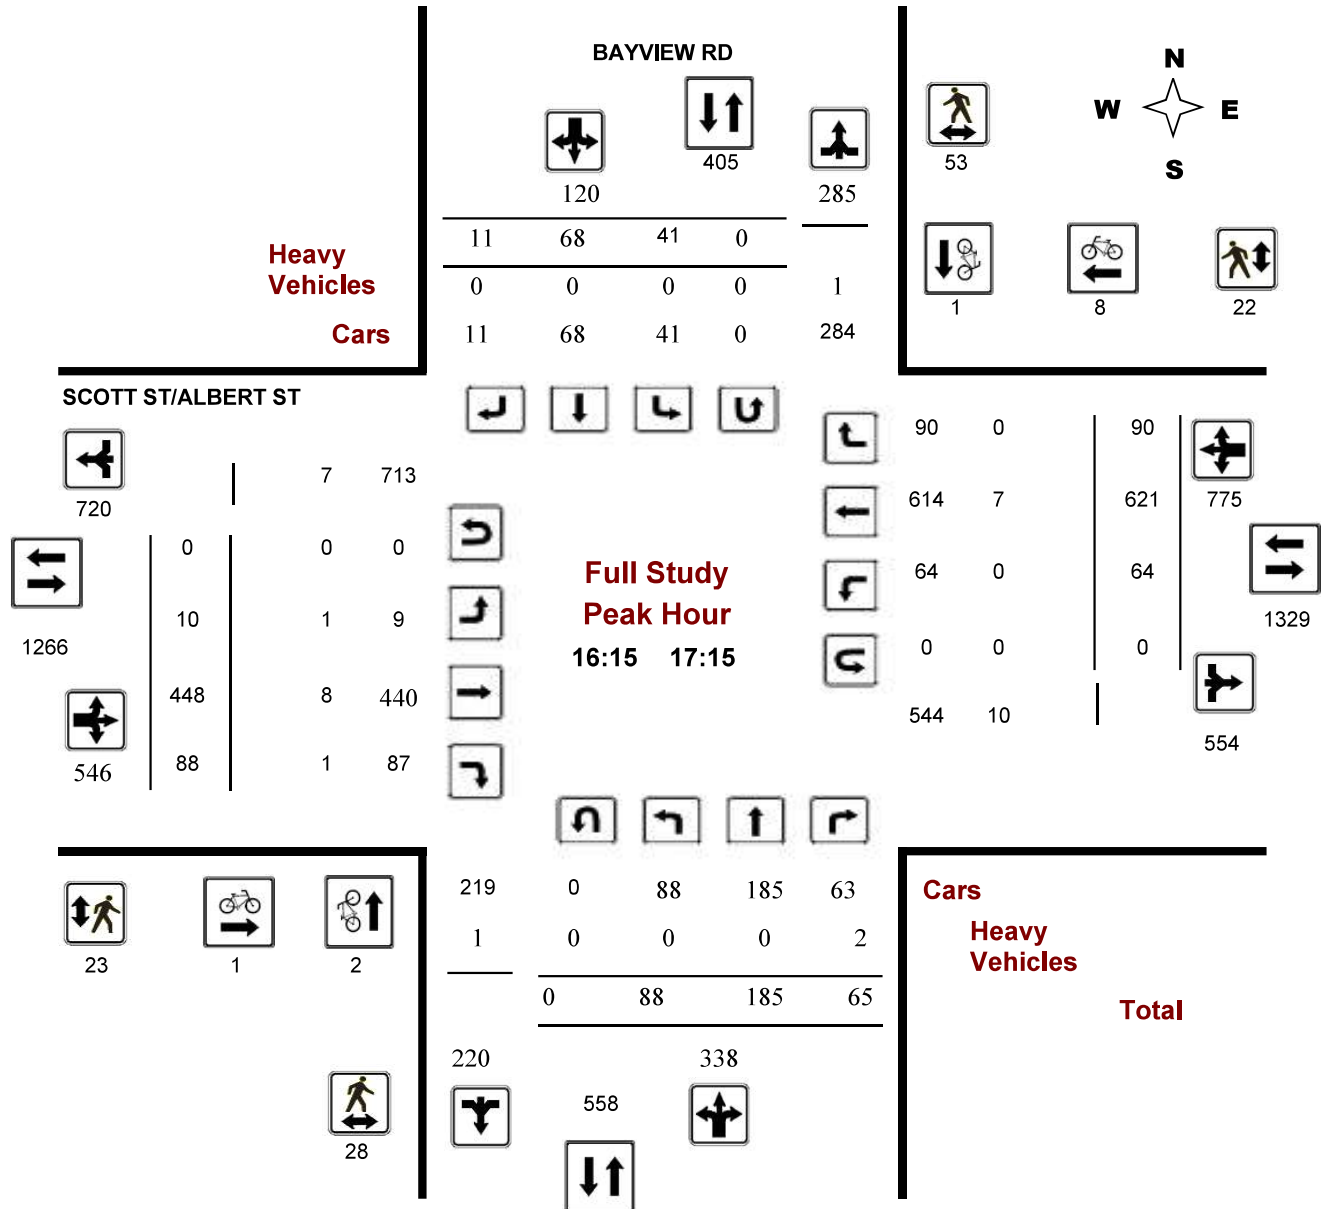 BAYVIEW RD
N
W E
S
405
53
120
285
11 68 41 0
Heavy
Vehicles
0 0 0 0 1
Cars
11 68 41 0 284
1 8 22
SCOTT ST/ALBERT ST
90 0 90
7 713
720
614 7 621 775
0 0 0
Full Study
Peak Hour
16:15 17:15
64 0 64
10 1 9
1266
1329
0 0 0
448 8 440
544 10
554
546
88 1 87
219 0 88 185 63
Cars
1 0 0 0 2
Heavy
Vehicles
23 1 2
0 88 185 65
Total
220 338
558
28